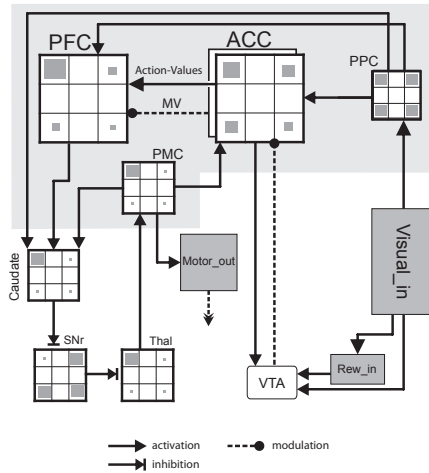 PFC
ACC
PPC
Action-Values
MV
PMC
Caudate
Motor_out
Visual_in
SNr
Thal
VTA
Rew_in
activation
modulation
inhibition